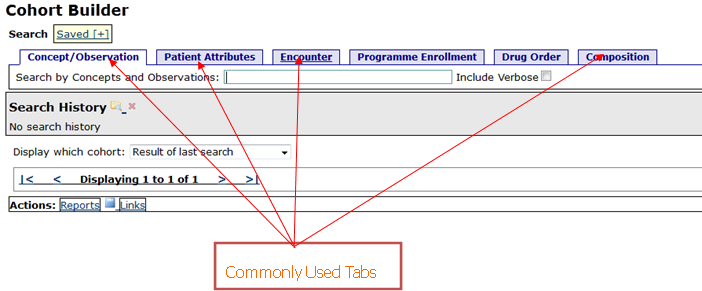 Cohort Builder
Search Saved [+]
Concept/Observation Patient Attributes Encounter Programme Enrollment Drug Order Composition
Search by Concepts and Observations: Include Verbose
Search History
No search history
Display which cohort: Result of last search
|< < Displaying 1 to 1 of 1 > >|
Actions: Reports Links
Commonly Used Tabs